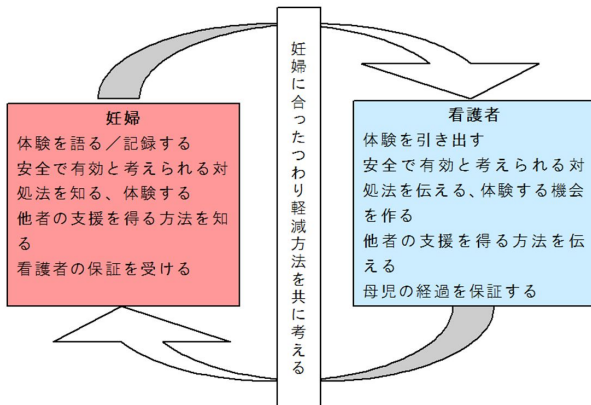 妊婦
体験を語る／記録する
安全で有効と考えられる対
処法を知る、体験する
他者の支援を得る方法を知
る
看護者の保証を受ける
妊婦に合ったつわり軽減方法を共に考える
看護者
体験を引き出す
安全で有効と考えられる対
処法を伝える、体験する機会
を作る
他者の支援を得る方法を伝
える
母児の経過を保証する